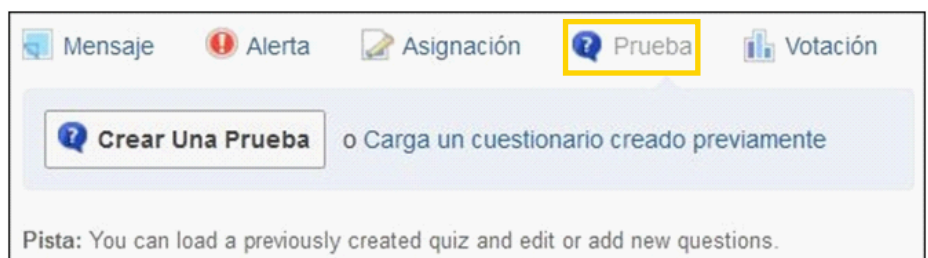 Mensaje Alerta Asignación Prueba Votación
Crear Una Prueba o Carga un cuestionario creado previamente
Pista: You can load a previously created quiz and edit or add new questions.